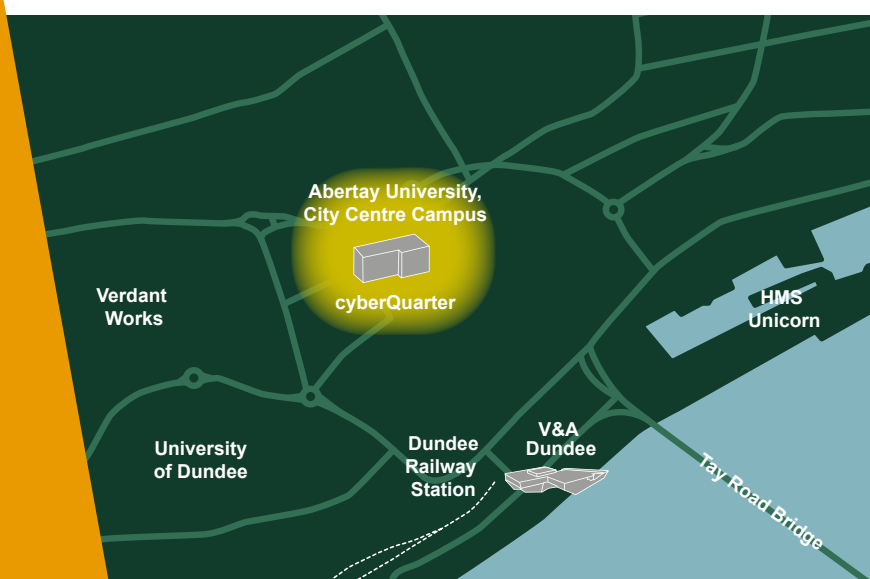 Abertay University,
City Centre Campus
cyberQuarter
Verdant
Works
HMS
Unicorn
University
of Dundee
Dundee
Railway
Station
V&A
Dundee
Tay Road Bridge